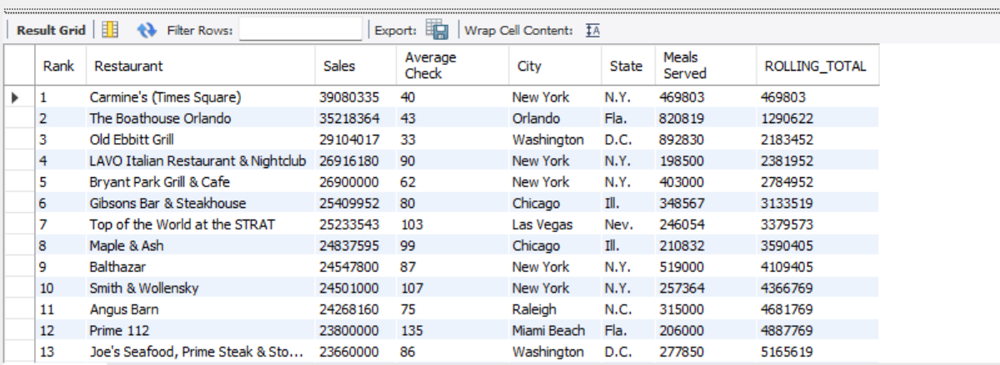 Result Grid Filter Rows: Export: Wrap Cell Content:
Rank Restaurant Sales Average Check City State Meals Served ROLLING_TOTAL
1 Carmine's (Times Square) 39080335 40 New York N.Y. 469803 469803
2 The Boathouse Orlando 35218364 43 Orlando Fla. 820819 1290622
3 Old Ebbitt Grill 29104017 33 Washington D.C. 892830 2183452
4 LAVO Italian Restaurant & Nightclub 26916180 90 New York N.Y. 198500 2381952
5 Bryant Park Grill & Cafe 26900000 62 New York N.Y. 403000 2784952
6 Gibsons Bar & Steakhouse 25409952 80 Chicago Ill. 348567 3133519
7 Top of the World at the STRAT 25233543 103 Las Vegas Nev. 246054 3379573
8 Maple & Ash 24837595 99 Chicago Ill. 210832 3590405
9 Balthazar 24547800 87 New York N.Y. 519000 4109405
10 Smith & Wollensky 24501000 107 New York N.Y. 257364 4366769
11 Angus Barn 24268160 75 Raleigh N.C. 315000 4681769
12 Prime 112 23800000 135 Miami Beach Fla. 206000 4887769
13 Joe's Seafood, Prime Steak & Sto... 23660000 86 Washington D.C. 277850 5165619